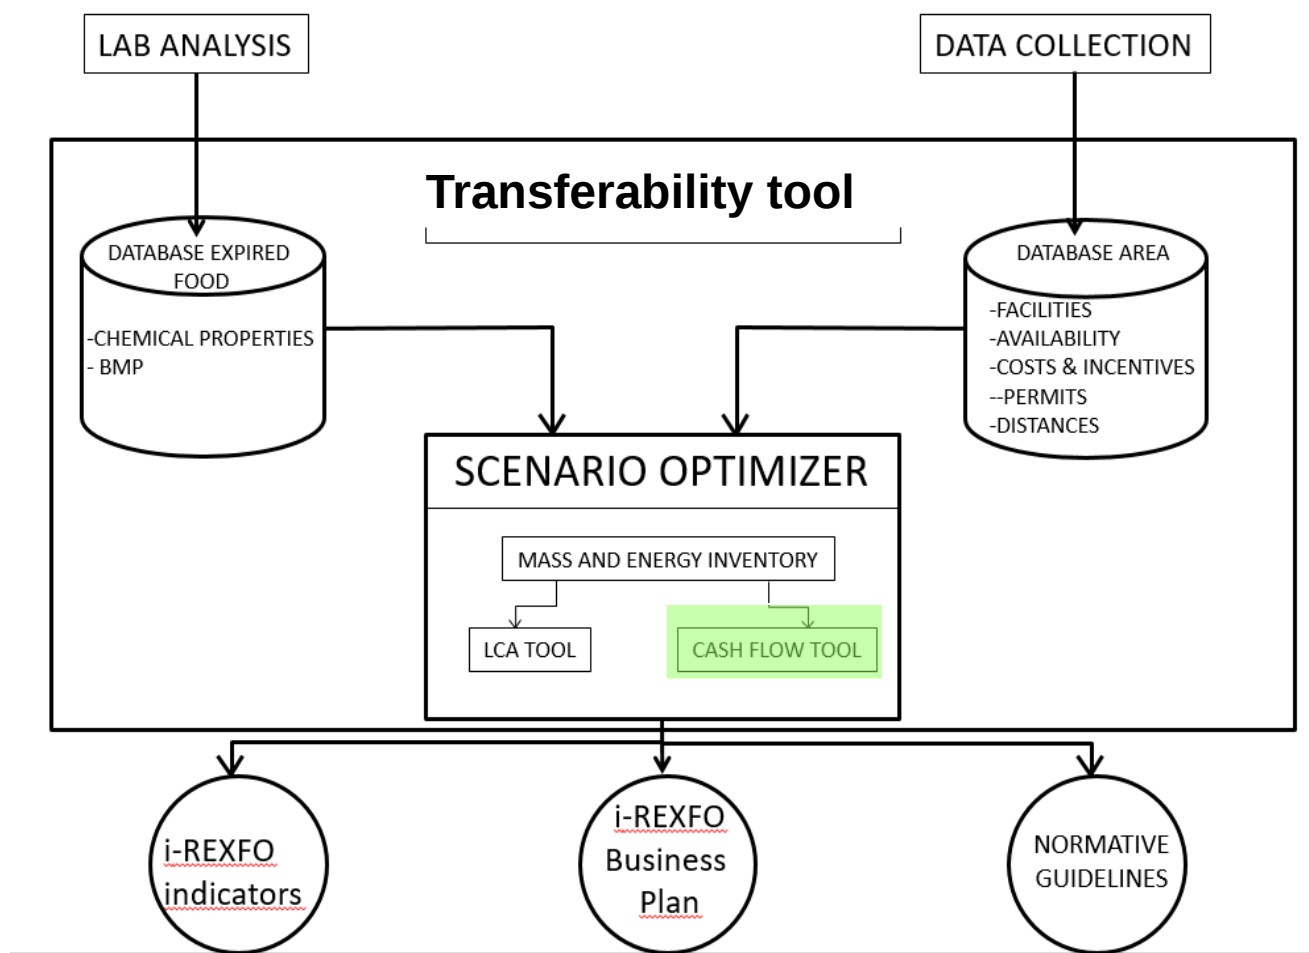 LAB ANALYSIS
DATA COLLECTION
Transferability tool
DATABASE EXPIRED
FOOD
-CHEMICAL PROPERTIES
- BMP
DATABASE AREA
-FACILITIES
-AVAILABILITY
-COSTS & INCENTIVES
--PERMITS
-DISTANCES
SCENARIO OPTIMIZER
MASS AND ENERGY INVENTORY
LCA TOOL
CASH FLOW TOOL
i-REXFO
indicators
i-REXFO
Business
Plan
NORMATIVE
GUIDELINES